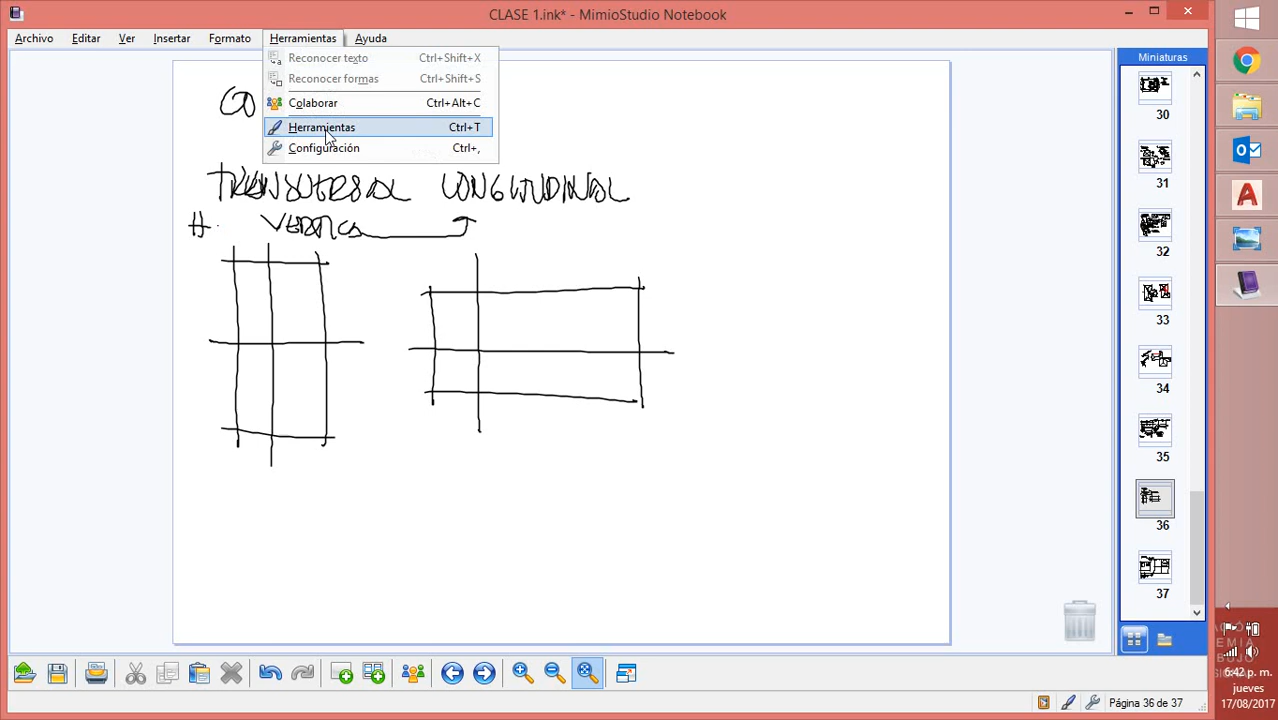 CLASE 1.ink* - MimioStudio Notebook
Archivo Editar Ver Insertar Formato Herramientas Ayuda
Reconocer texto Ctrl+Shift+X
Reconocer formas Ctrl+Shift+S
Colaborar Ctrl+Alt+C
Herramientas Ctrl+T
Configuración Ctrl+,
TRANSVERSAL LONGITUDINAL
H.
Miniaturas
30
31
32
33
34
35
36
37
Página 36 de 37
6:42 p. m.
jueves
17/08/2017